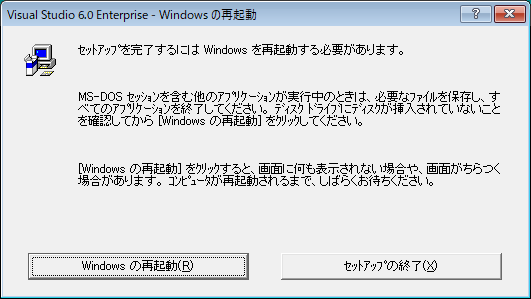 Visual Studio 6.0 Enterprise - Windows の再起動
ｾｯﾄｱｯﾌﾟを完了するには Windows を再起動する必要があります。
MS-DOS ｾｯｼｮﾝを含む他のｱﾌﾟﾘｹｰｼｮﾝが実行中のときは、必要なﾌｧｲﾙを保存し、す
べてのｱﾌﾟﾘｹｰｼｮﾝを終了してください。ﾃﾞｨｽｸ ﾄﾞﾗｲﾌﾞにﾃﾞｨｽｸが挿入されていないこと
を確認してから [Windows の再起動] をｸﾘｯｸしてください。
[Windows の再起動] をｸﾘｯｸすると、画面に何も表示されない場合や、画面がちらつく
場合があります。ｺﾝﾋﾟｭｰﾀが再起動されるまで、しばらくお待ちください。
Windows の再起動(R)
ｾｯﾄｱｯﾌﾟの終了(X)